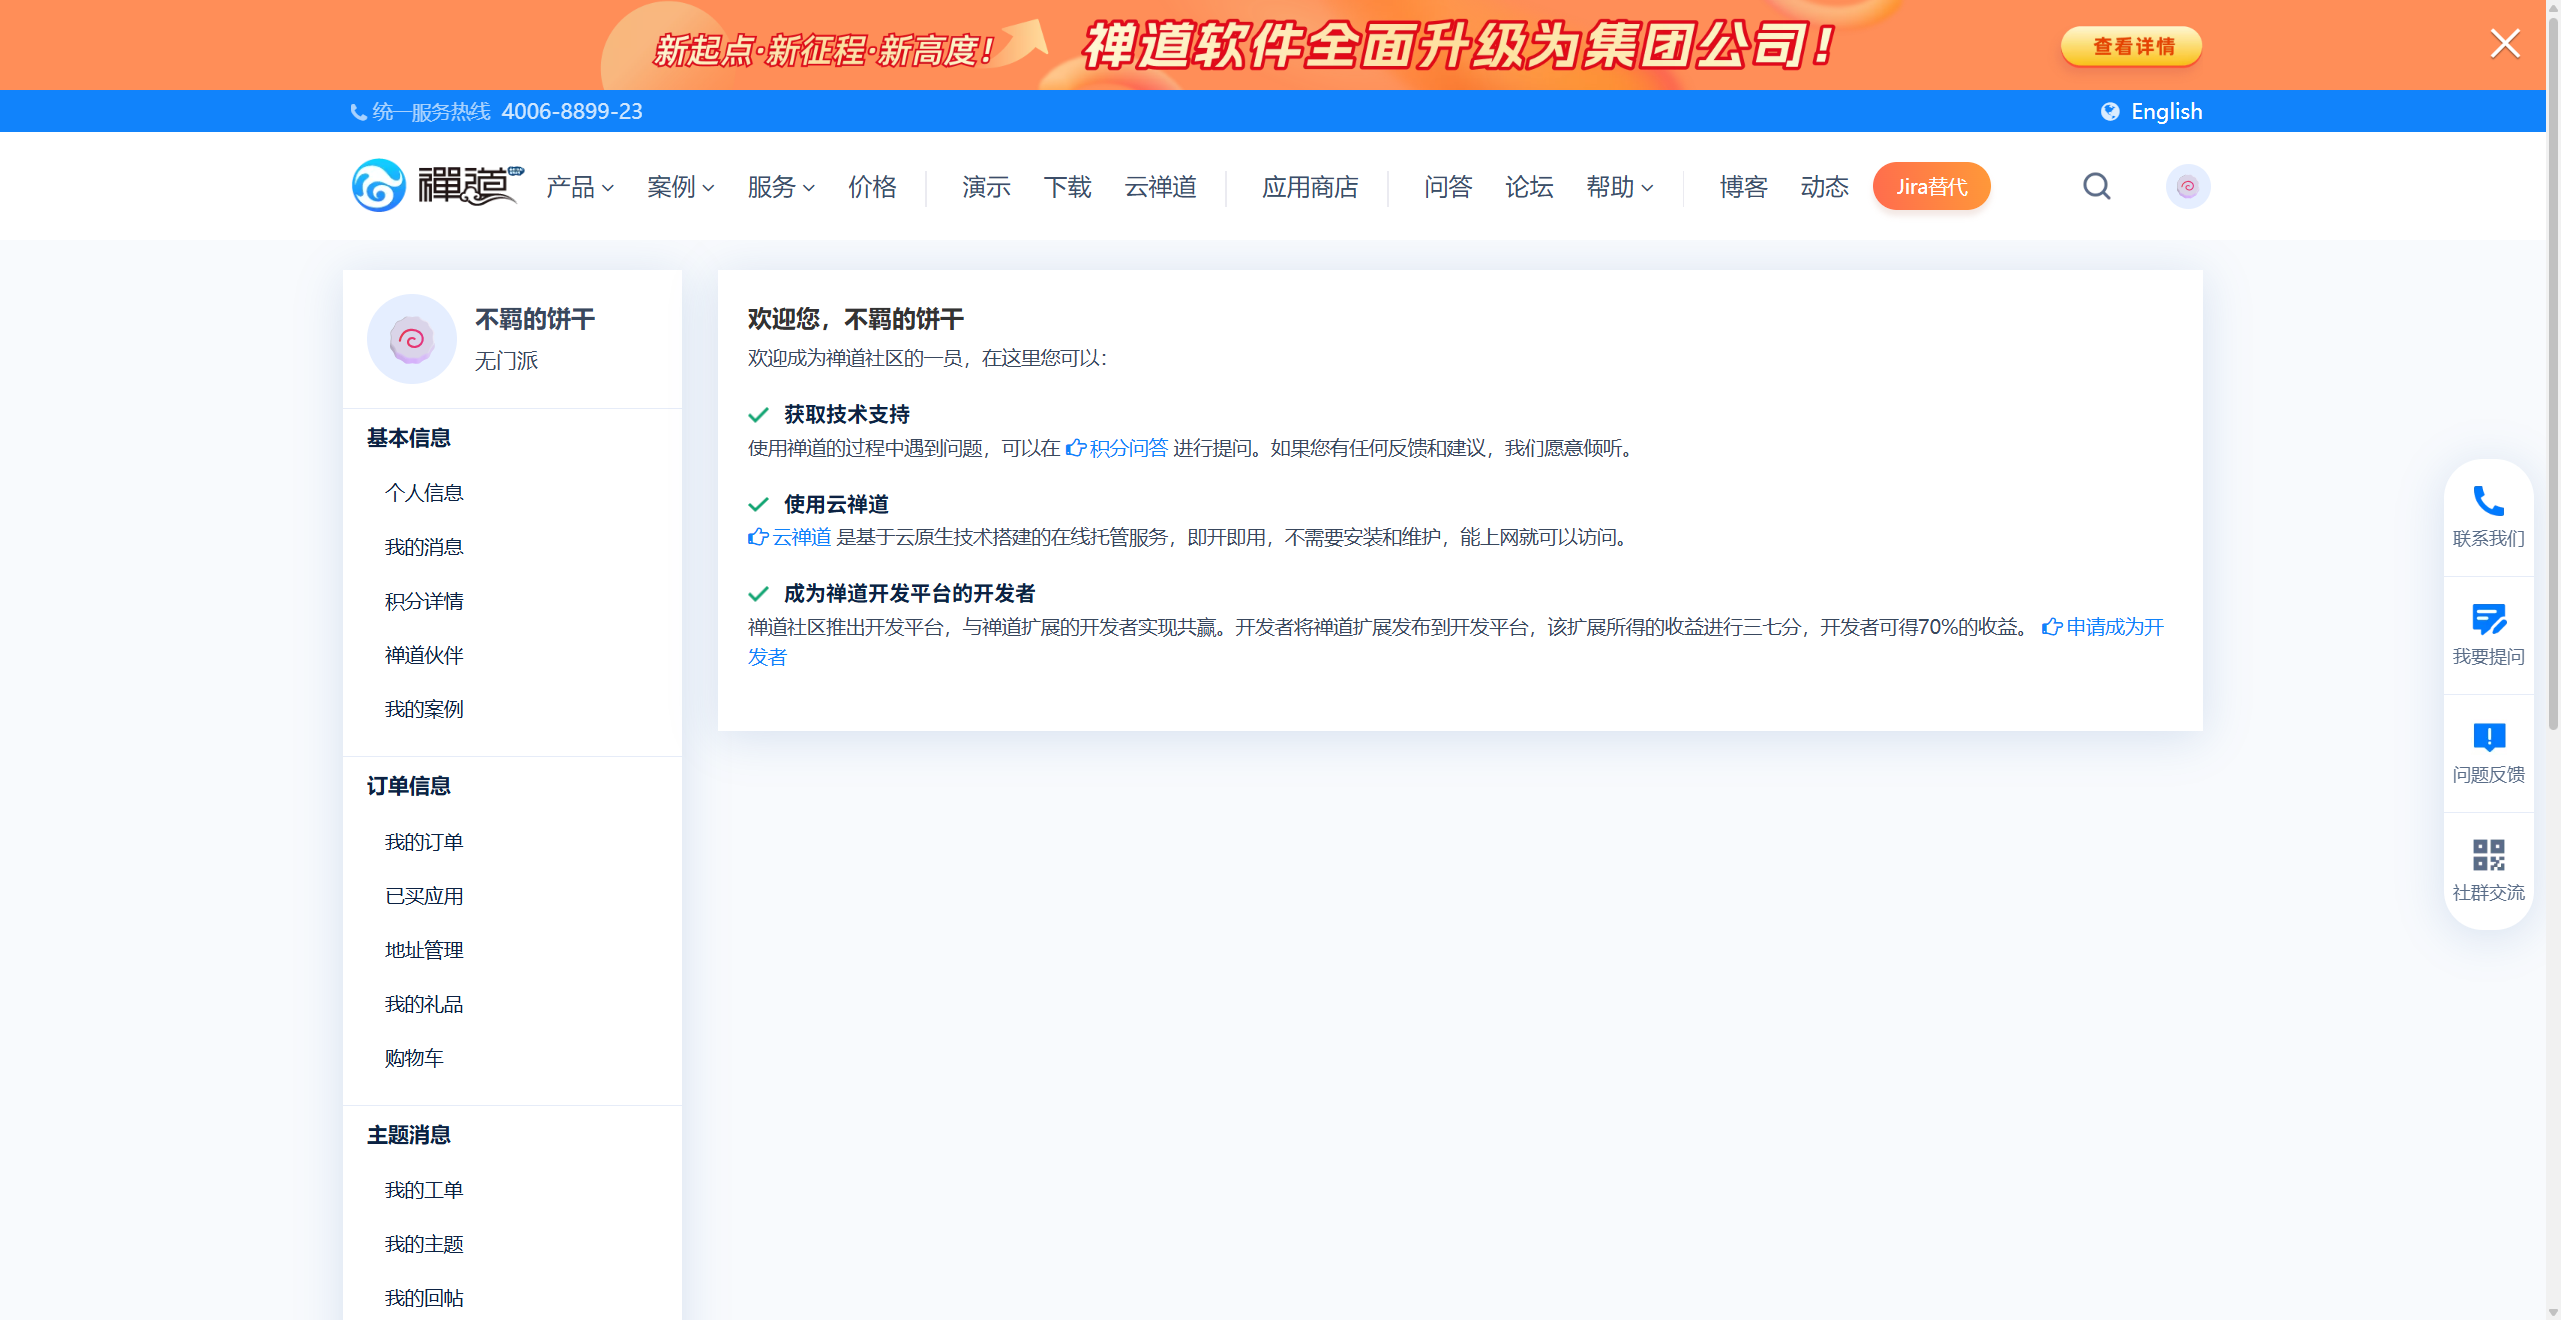 新起点·新征程·新高度！ 禅道软件全面升级为集团公司！ 查看详情
统一服务热线 4006-8899-23 English
禅道 产品 案例 服务 价格 演示 下载 云禅道 应用商店 问答 论坛 帮助 博客 动态 Jira替代
不羁的饼干
无门派
基本信息
个人信息
我的消息
积分详情
禅道伙伴
我的案例
订单信息
我的订单
已买应用
地址管理
我的礼品
购物车
主题消息
我的工单
我的主题
我的回帖
欢迎您，不羁的饼干
欢迎成为禅道社区的一员，在这里您可以：
获取技术支持
使用禅道的过程中遇到问题，可以在 积分问答 进行提问。如果您有任何反馈和建议，我们愿意倾听。
使用云禅道
云禅道 是基于云原生技术搭建的在线托管服务，即开即用，不需要安装和维护，能上网就可以访问。
成为禅道开发平台的开发者
禅道社区推出开发平台，与禅道扩展的开发者实现共赢。开发者将禅道扩展发布到开发平台，该扩展所得的收益进行三七分，开发者可得70%的收益。 申请成为开
发者
联系我们
我要提问
问题反馈
社群交流